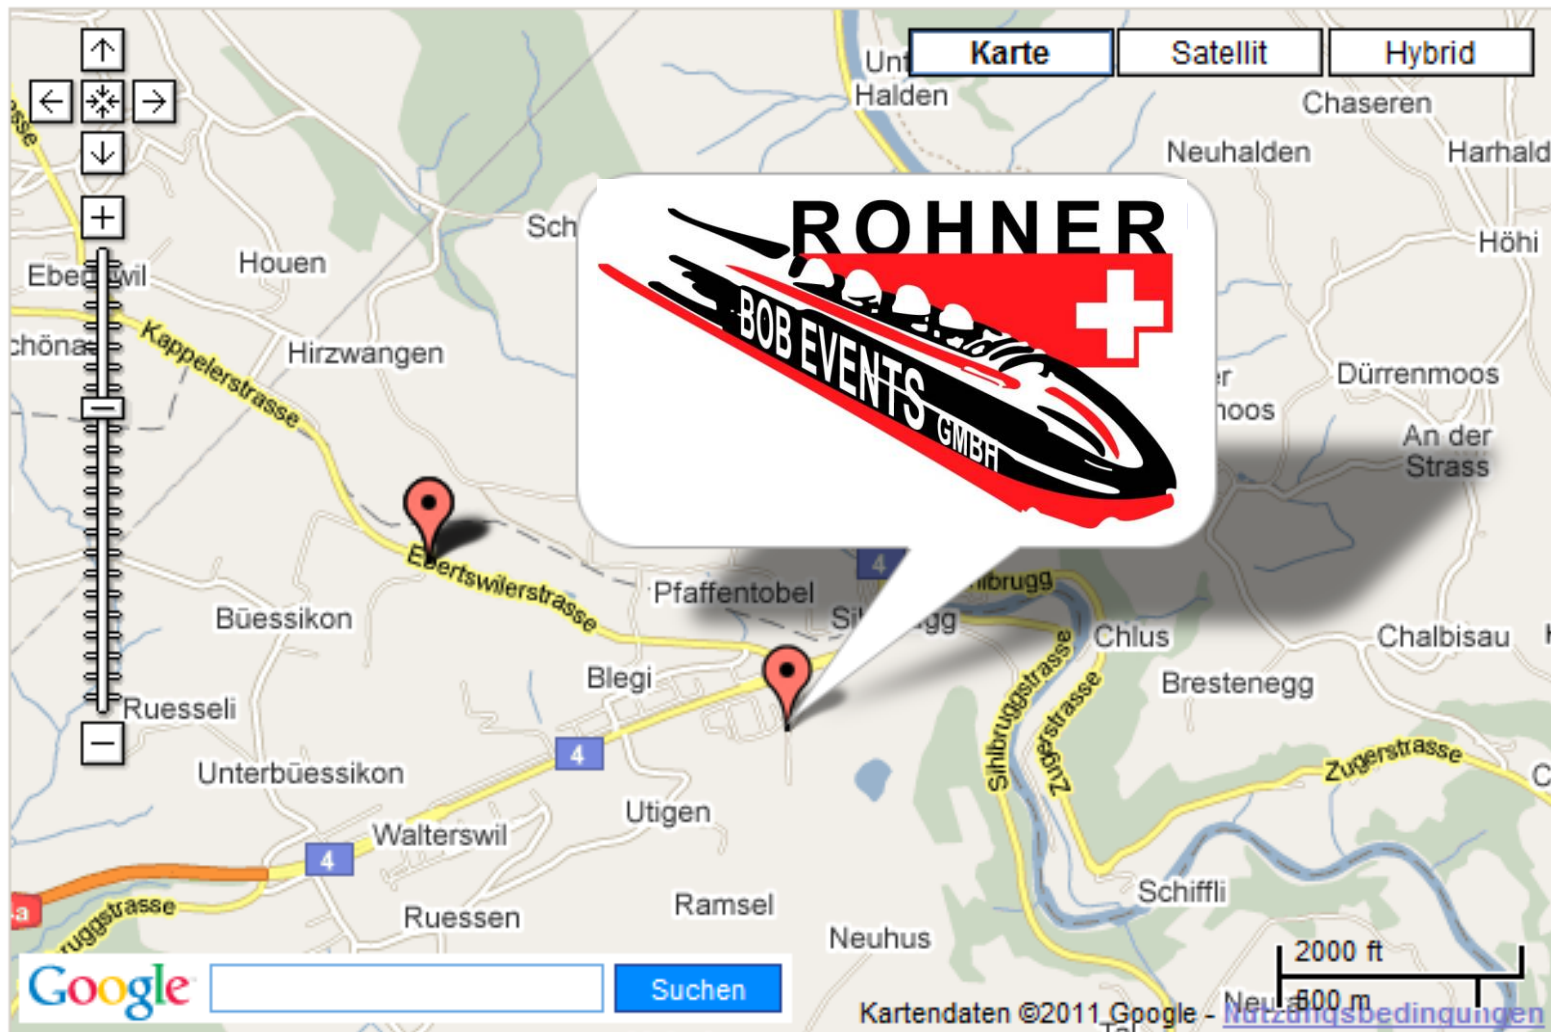 Karte
Satellit
Hybrid
Halden
Chaseren
Neuhalden
Harhald
Höhi
Houen
ROHNER
BOB EVENTS GMBH
Kappelerstrasse
Hirzwangen
Dürrenmoos
An der
Strass
Ebertswilerstrasse
Pfaffentobel
4
Büessikon
Chlus
Chalbisau
Blegi
Brestenegg
Sihlbruggstrasse
Zugerstrasse
Ruesseli
4
Zugerstrasse
Unterbüessikon
Utigen
Walterswil
4
Schiffli
Ramsel
Ruessen
Neuhus
2000 ft
500 m
Google
Suchen
Kartendaten ©2011 Google - Nutzungsbedingungen